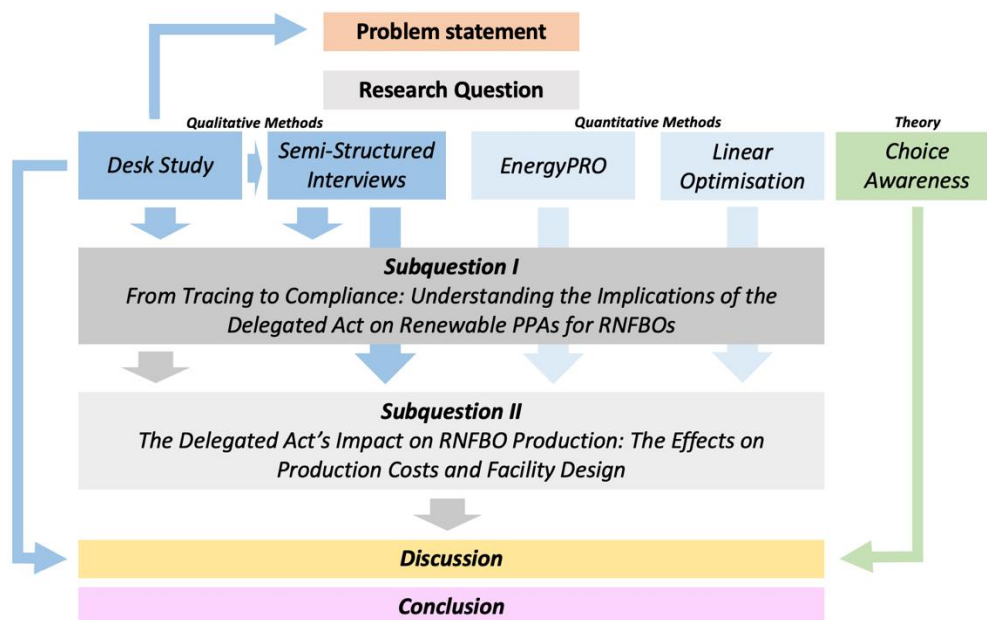 Problem statement
Research Question
Qualitative Methods
Quantitative Methods
Theory
Desk Study
Semi-Structured
Interviews
EnergyPRO
Linear
Optimisation
Choice
Awareness
Subquestion I
From Tracing to Compliance: Understanding the Implications of the
Delegated Act on Renewable PPAs for RNFBOs
Subquestion II
The Delegated Act's Impact on RNFBO Production: The Effects on
Production Costs and Facility Design
Discussion
Conclusion